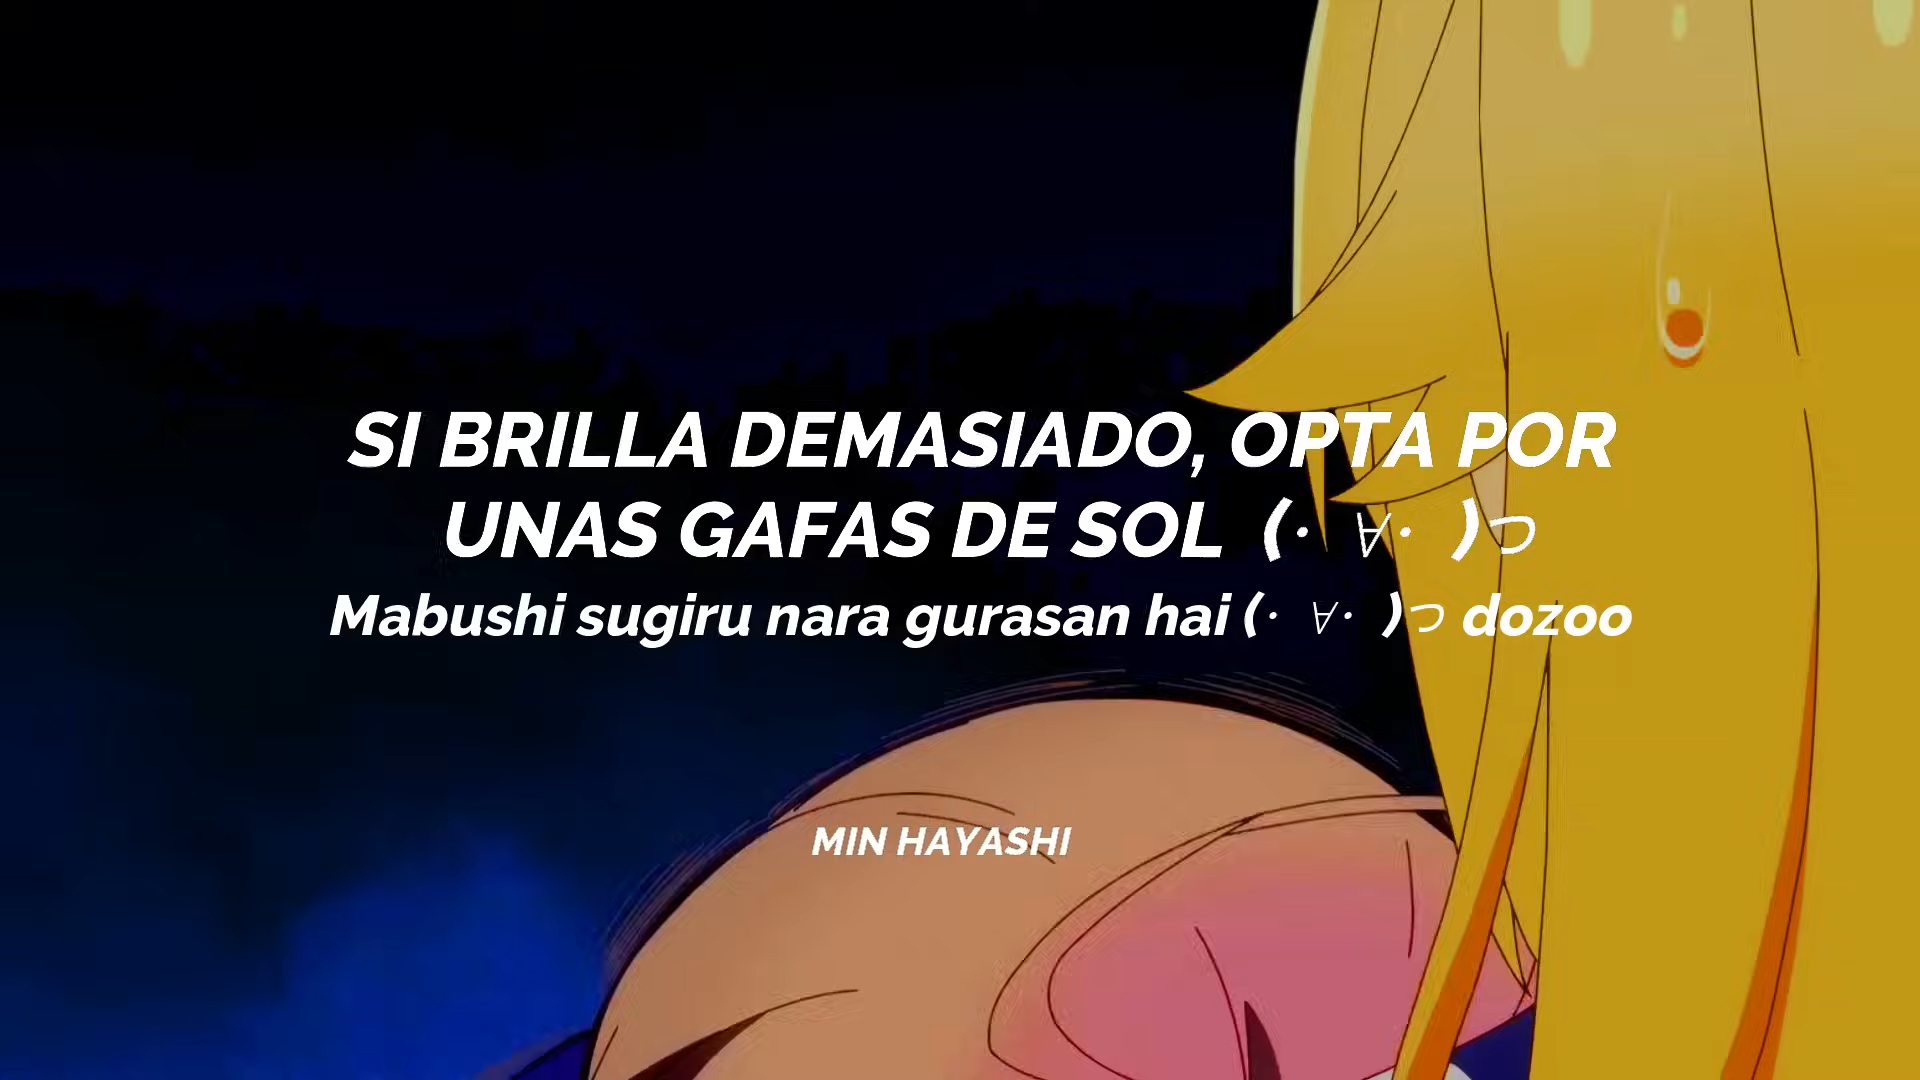 SI BRILLA DEMASIADO, OPTA POR
UNAS GAFAS DE SOL (· ∀· )つ
Mabushi sugiru nara gurasan hai (· ∀· )つ dozoo
MIN HAYASHI